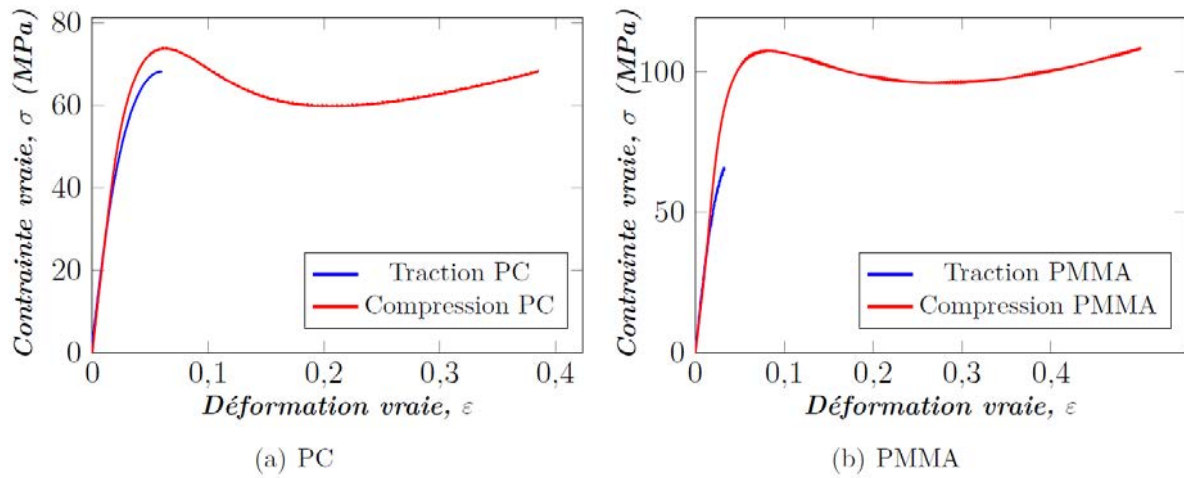 Contrainte vraie, σ (MPa)
80
60
40
20
0
0 0,1 0,2 0,3 0,4
Déformation vraie, ε
Traction PC
Compression PC
(a) PC
Contrainte vraie, σ (MPa)
100
50
0
0 0,1 0,2 0,3 0,4
Déformation vraie, ε
Traction PMMA
Compression PMMA
(b) PMMA